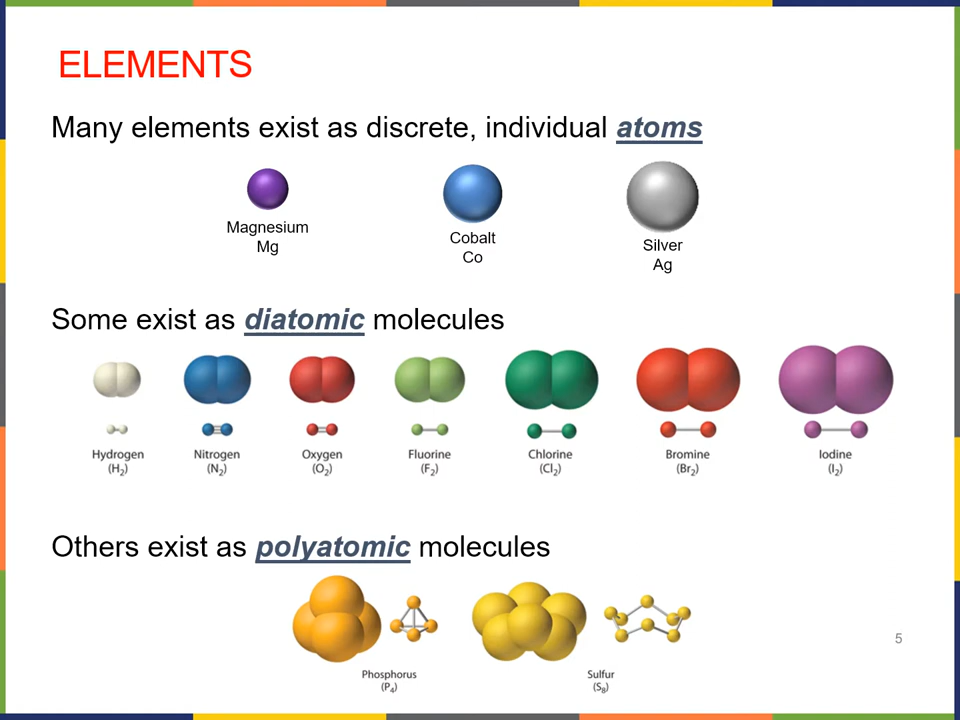 ELEMENTS
Many elements exist as discrete, individual atoms
Magnesium
Mg
Cobalt
Co
Silver
Ag
Some exist as diatomic molecules
Hydrogen
(H₂)
Nitrogen
(N₂)
Oxygen
(O₂)
Fluorine
(F₂)
Chlorine
(Cl₂)
Bromine
(Br₂)
Iodine
(I₂)
Others exist as polyatomic molecules
Phosphorus
(P₄)
Sulfur
(S₈)
5